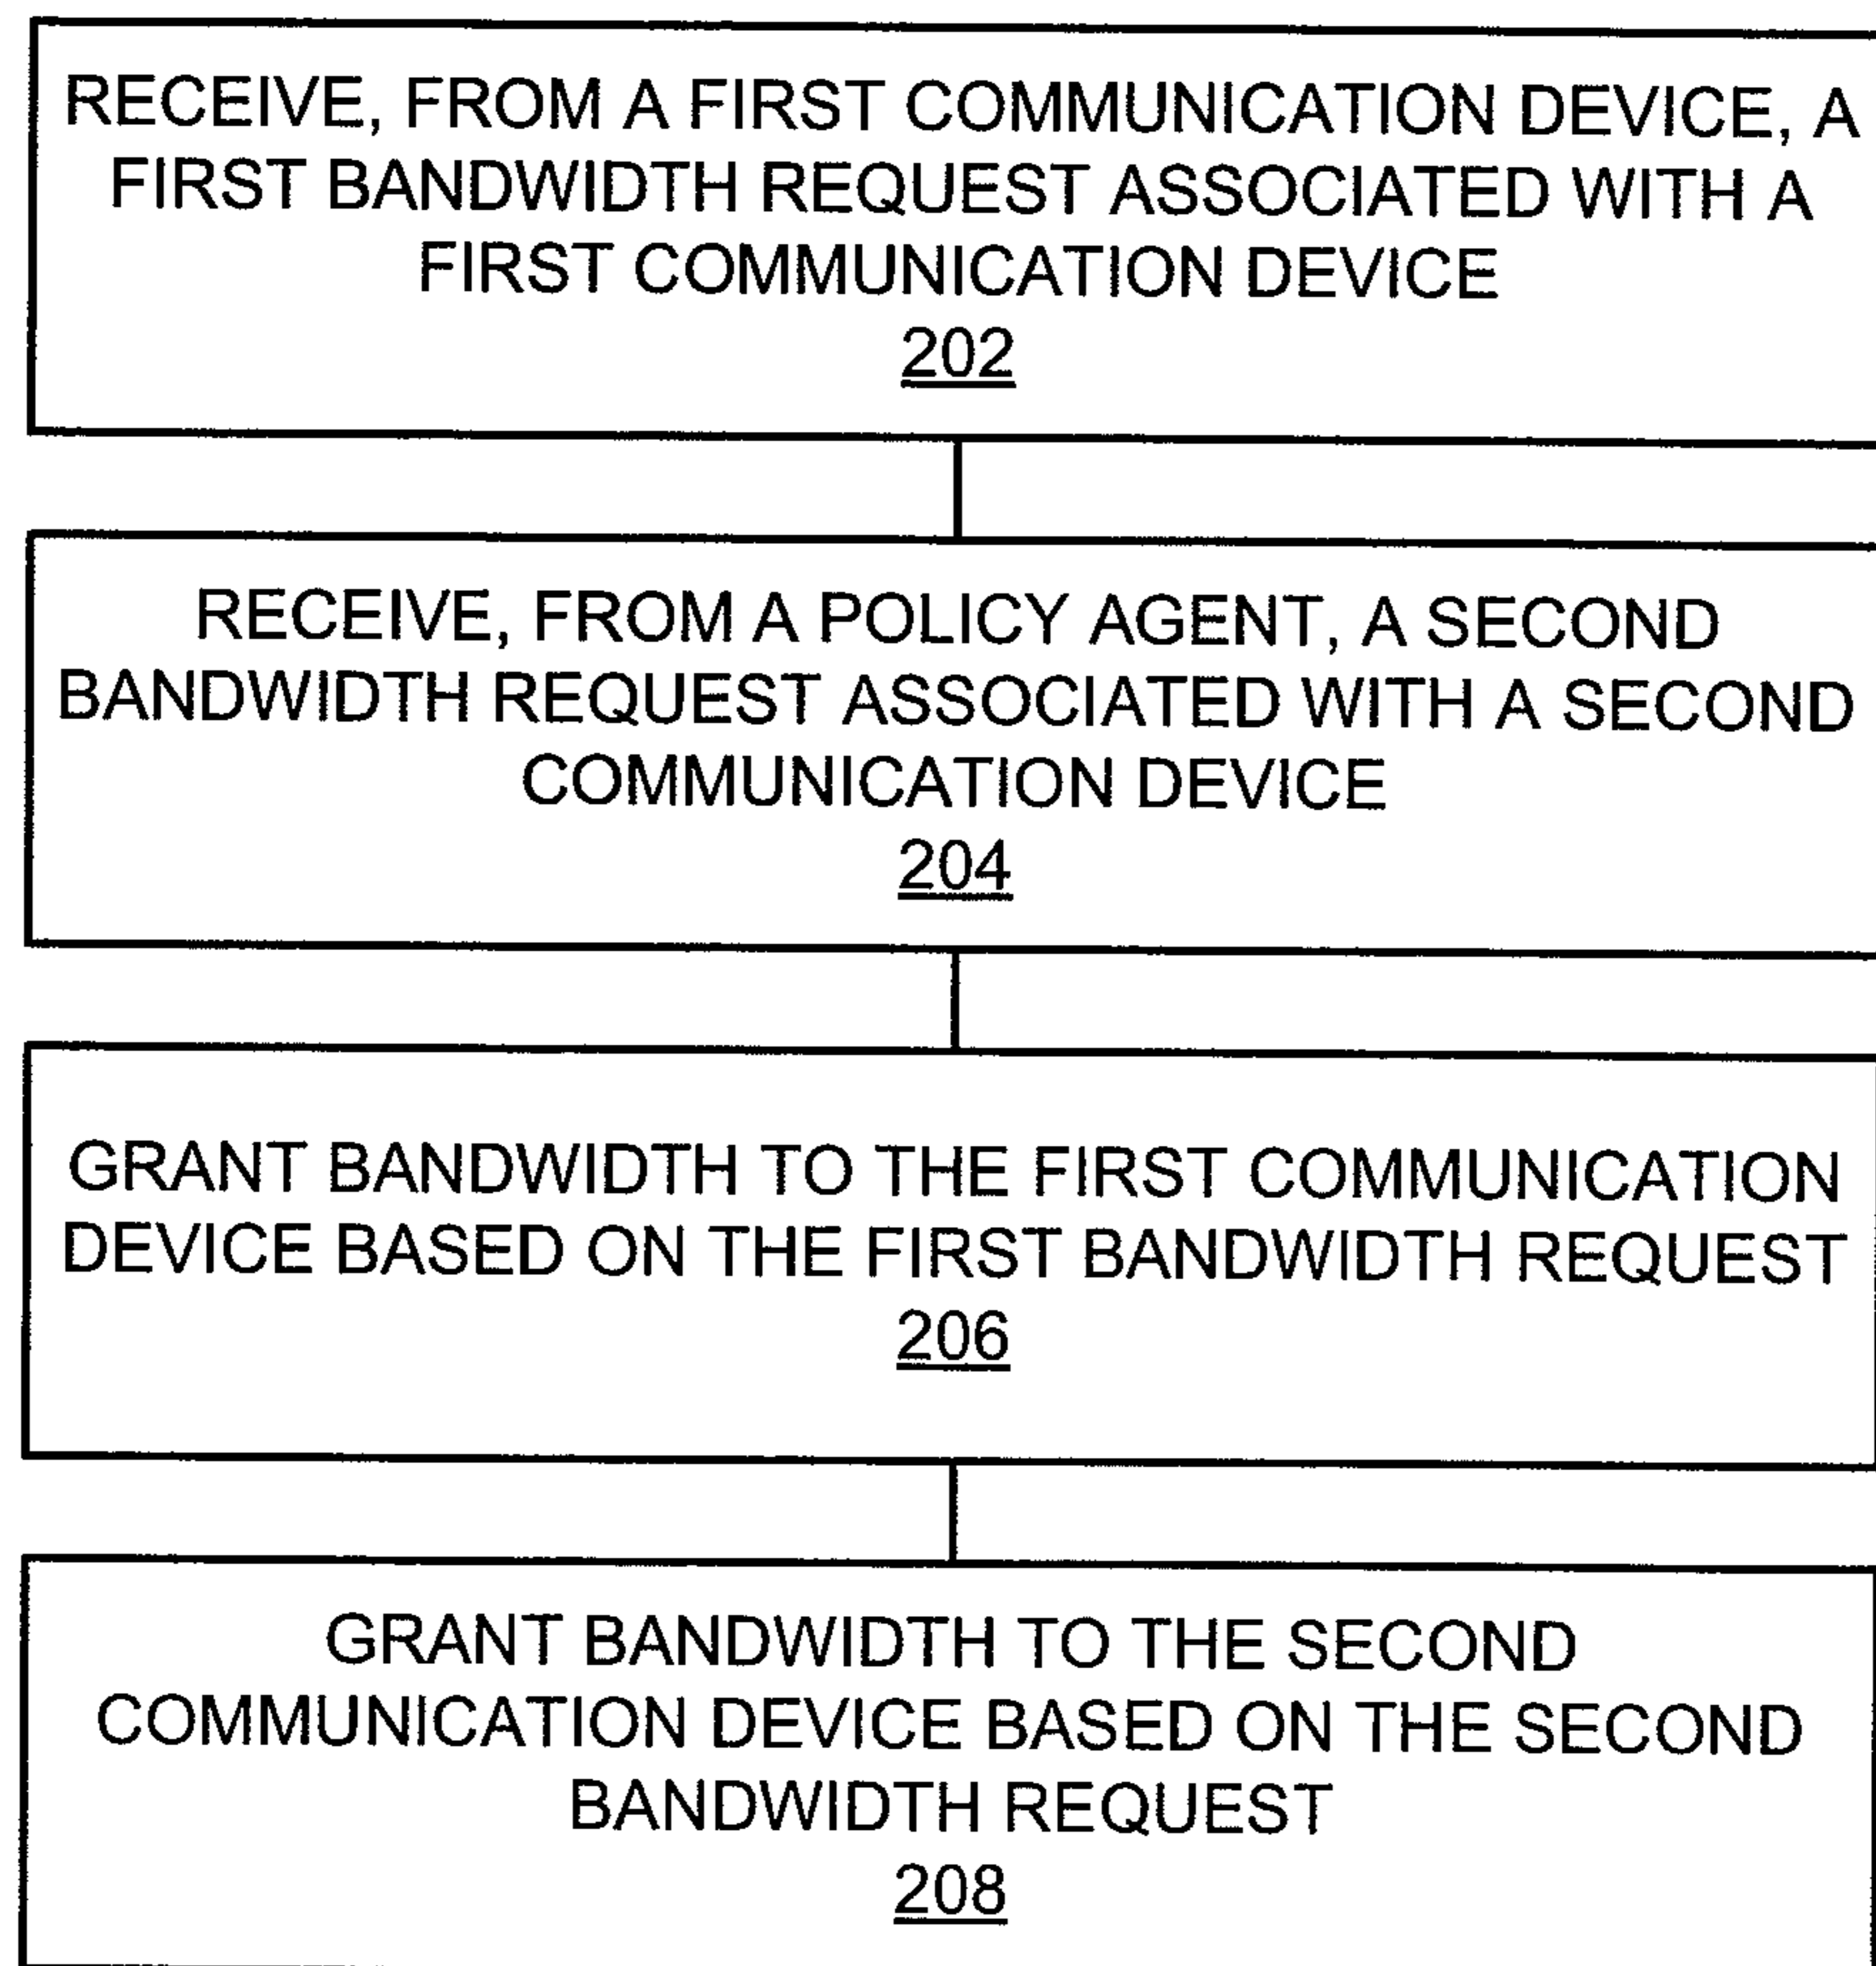 RECEIVE, FROM A FIRST COMMUNICATION DEVICE, A
FIRST BANDWIDTH REQUEST ASSOCIATED WITH A
FIRST COMMUNICATION DEVICE
202
RECEIVE, FROM A POLICY AGENT, A SECOND
BANDWIDTH REQUEST ASSOCIATED WITH A SECOND
COMMUNICATION DEVICE
204
GRANT BANDWIDTH TO THE FIRST COMMUNICATION
DEVICE BASED ON THE FIRST BANDWIDTH REQUEST
206
GRANT BANDWIDTH TO THE SECOND
COMMUNICATION DEVICE BASED ON THE SECOND
BANDWIDTH REQUEST
208